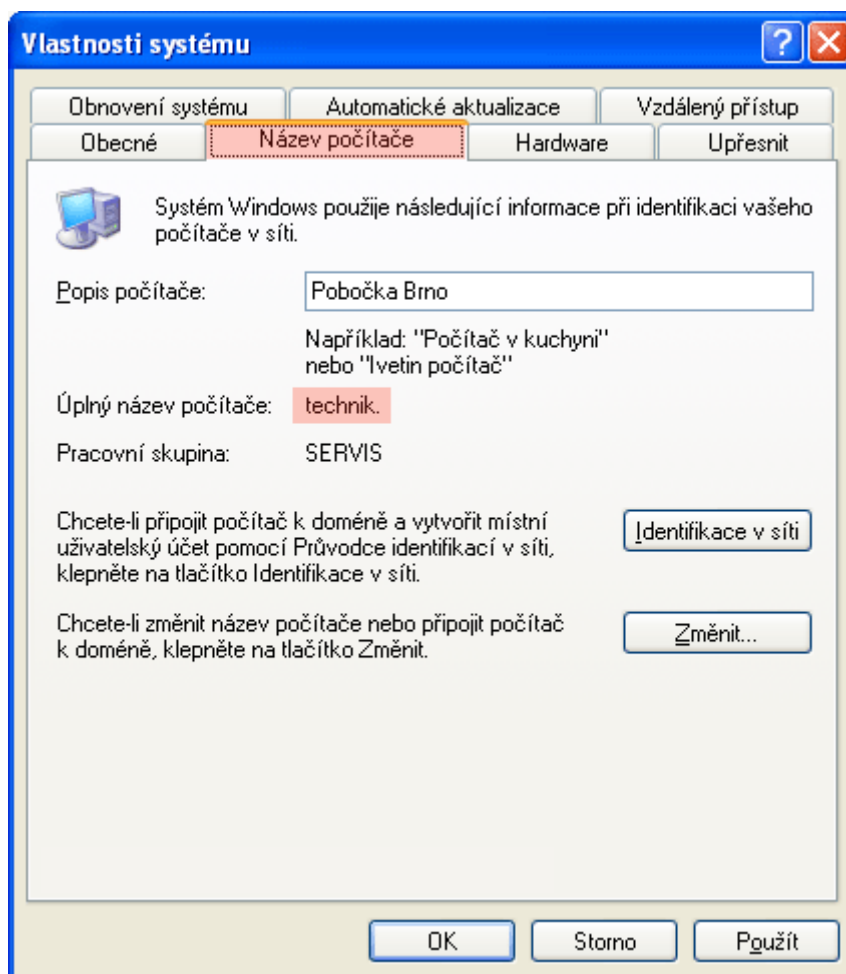 Vlastnosti systému
Obnovení systému Automatické aktualizace Vzdálený přístup
Obecné Název počítače Hardware Upřesnit
Systém Windows použije následující informace při identifikaci vašeho
počítače v síti.
Popis počítače: Pobočka Brno
Například: "Počítač v kuchyni"
nebo "Ivetin počítač"
Úplný název počítače: technik.
Pracovní skupina: SERVIS
Chcete-li připojit počítač k doméně a vytvořit místní
uživatelský účet pomocí Průvodce identifikací v síti,
klepněte na tlačítko Identifikace v síti.
Identifikace v síti
Chcete-li změnit název počítače nebo připojit počítač
k doméně, klepněte na tlačítko Změnit.
Změnit...
OK Storno Použít